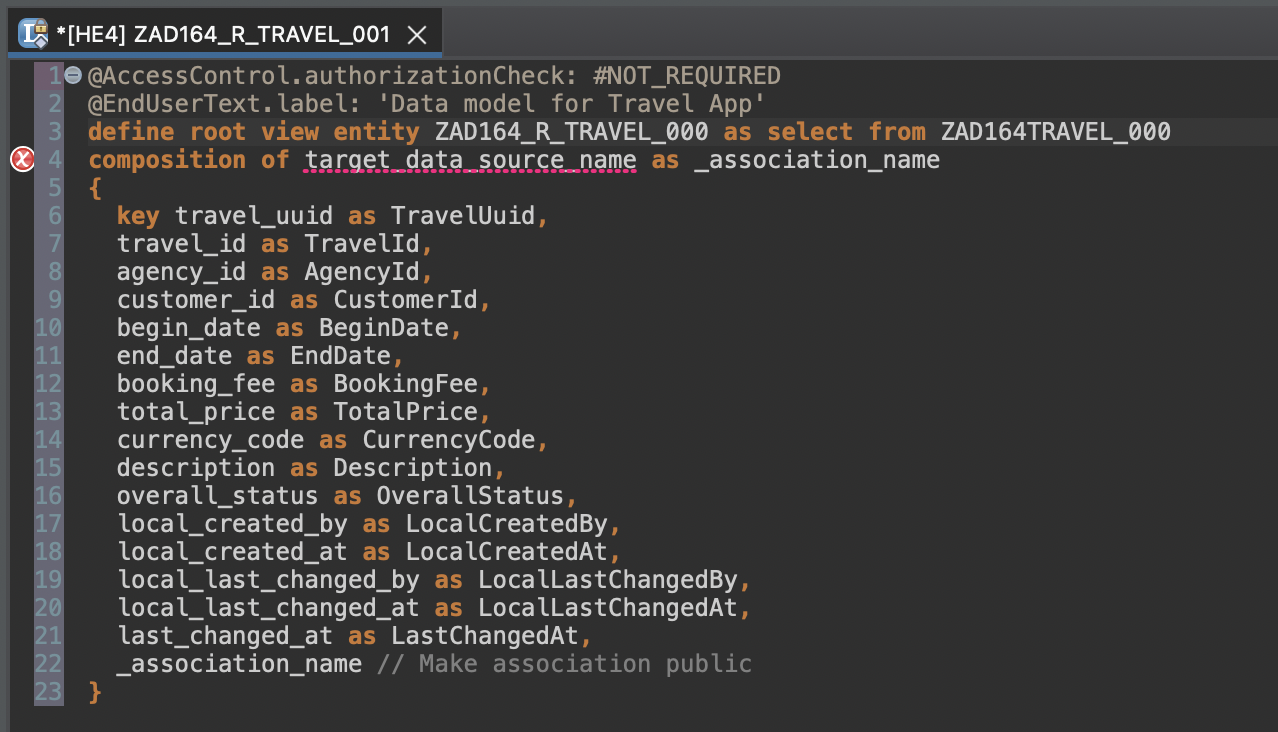 *[HE4] ZAD164_R_TRAVEL_001
1 @AccessControl.authorizationCheck: #NOT_REQUIRED
2 @EndUserText.label: 'Data model for Travel App'
3 define root view entity ZAD164_R_TRAVEL_000 as select from ZAD164TRAVEL_000
4 composition of target_data_source_name as _association_name
5 {
6 key travel_uuid as TravelUuid,
7 travel_id as TravelId,
8 agency_id as AgencyId,
9 customer_id as CustomerId,
10 begin_date as BeginDate,
11 end_date as EndDate,
12 booking_fee as BookingFee,
13 total_price as TotalPrice,
14 currency_code as CurrencyCode,
15 description as Description,
16 overall_status as OverallStatus,
17 local_created_by as LocalCreatedBy,
18 local_created_at as LocalCreatedAt,
19 local_last_changed_by as LocalLastChangedBy,
20 local_last_changed_at as LocalLastChangedAt,
21 last_changed_at as LastChangedAt,
22 _association_name // Make association public
23 }